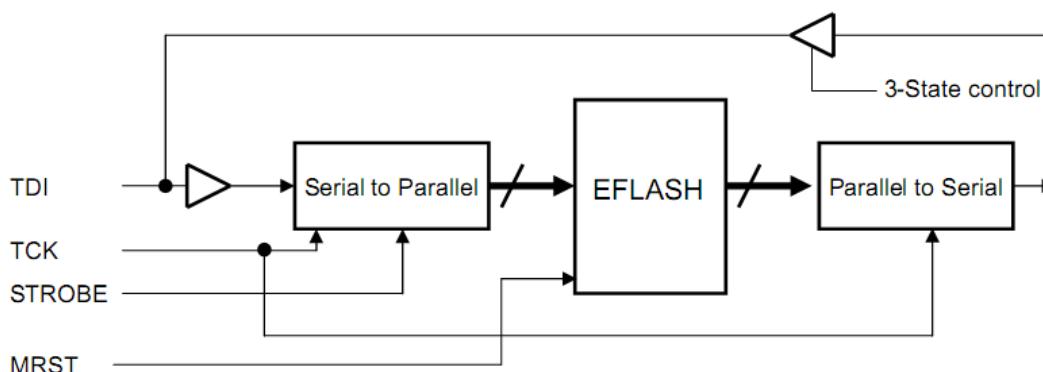 3-State control
TDI
Serial to Parallel
EFLASH
Parallel to Serial
TCK
STROBE
MRST